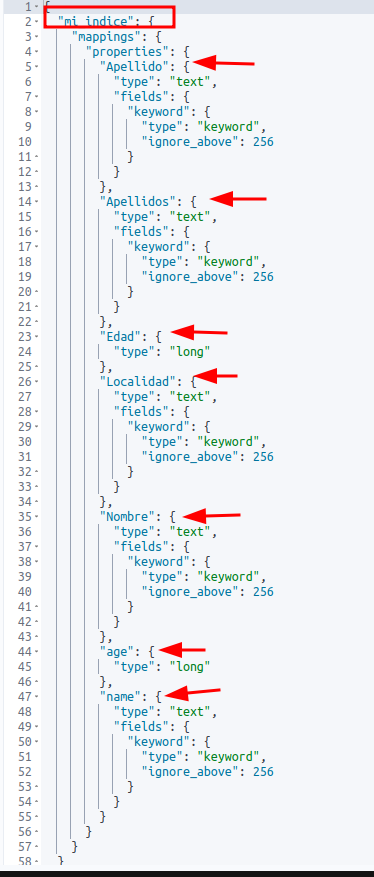 1 {
2 "mi_indice": {
3 "mappings": {
4 "properties": {
5 "Apellido": {
6 "type": "text",
7 "fields": {
8 "keyword": {
9 "type": "keyword",
10 "ignore_above": 256
11 }
12 }
13 },
14 "Apellidos": {
15 "type": "text",
16 "fields": {
17 "keyword": {
18 "type": "keyword",
19 "ignore_above": 256
20 }
21 }
22 },
23 "Edad": {
24 "type": "long"
25 },
26 "Localidad": {
27 "type": "text",
28 "fields": {
29 "keyword": {
30 "type": "keyword",
31 "ignore_above": 256
32 }
33 }
34 },
35 "Nombre": {
36 "type": "text",
37 "fields": {
38 "keyword": {
39 "type": "keyword",
40 "ignore_above": 256
41 }
42 }
43 },
44 "age": {
45 "type": "long"
46 },
47 "name": {
48 "type": "text",
49 "fields": {
50 "keyword": {
51 "type": "keyword",
52 "ignore_above": 256
53 }
54 }
55 }
56 }
57 }
58 }